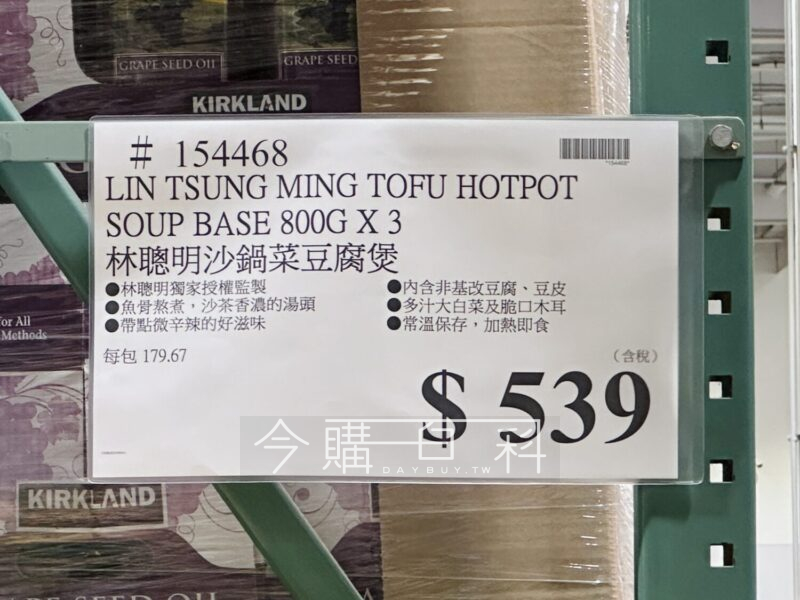 GRAPE SEED OIL
GRAPE SEED
KIRKLAND
# 154468
*154468*
LIN TSUNG MING TOFU HOTPOT
SOUP BASE 800G X 3
林聰明沙鍋菜豆腐煲
●林聰明獨家授權監製
●魚骨熬煮，沙茶香濃的湯頭
●帶點微辛辣的好滋味
●內含非基改豆腐、豆皮
●多汁大白菜及脆口木耳
●常溫保存，加熱即食
每包 179.67
（含稅）
$ 539
今購百科
DAYBUY.TW
for All
Methods
KIRKLAND
GRAPE SEED OIL